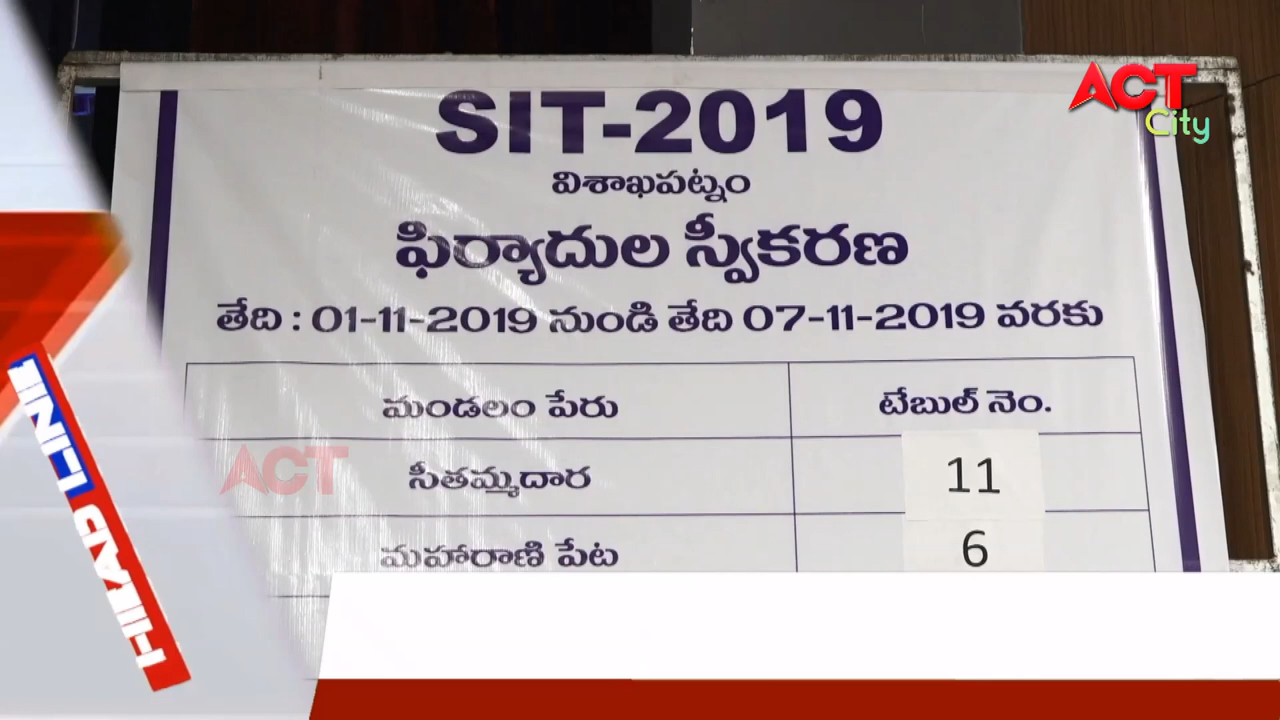 SIT-2019
ACT
City
విశాఖపట్నం
ఫిర్యాదుల స్వీకరణ
తేది : 01-11-2019 నుండి తేది 07-11-2019 వరకు
మండలం పేరు టేబుల్ నెం.
సీతమ్మదార 11
ACT
మహారాణి పేట 6
HEAD LINE